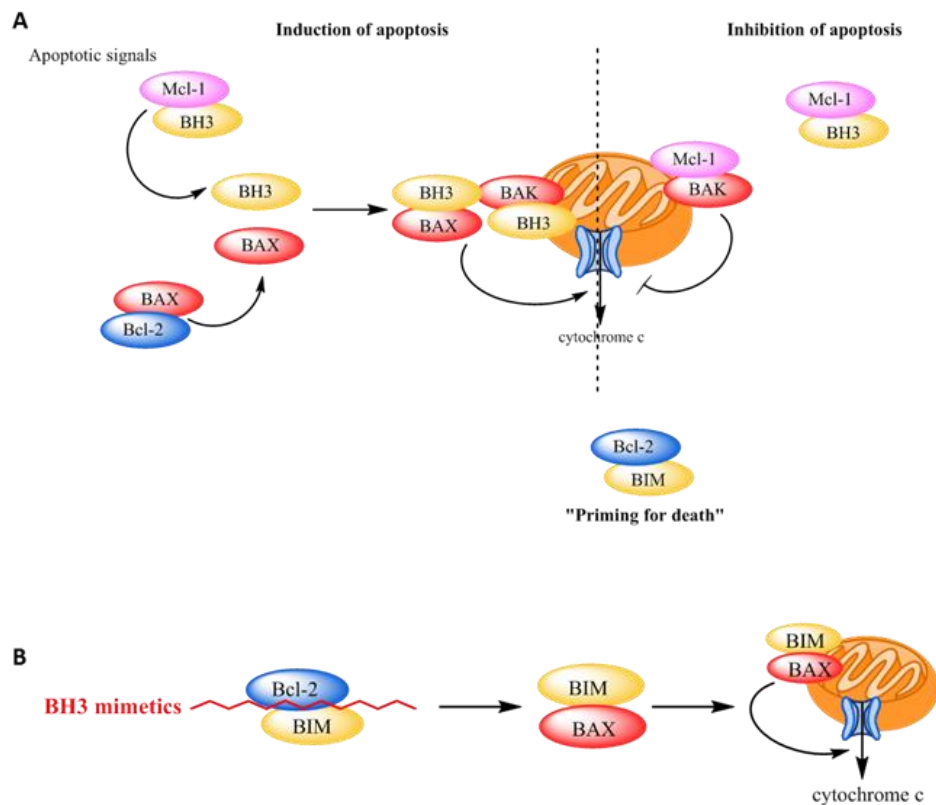 A
Induction of apoptosis
Inhibition of apoptosis
Apoptotic signals
Mcl-1
BH3
BH3
BAX
BAX
Bcl-2
BH3
BAX
BAK
BH3
Mcl-1
BAK
Mcl-1
BH3
cytochrome c
Bcl-2
BIM
"Priming for death"
B
BH3 mimetics
Bcl-2
BIM
BIM
BAX
BIM
BAX
cytochrome c